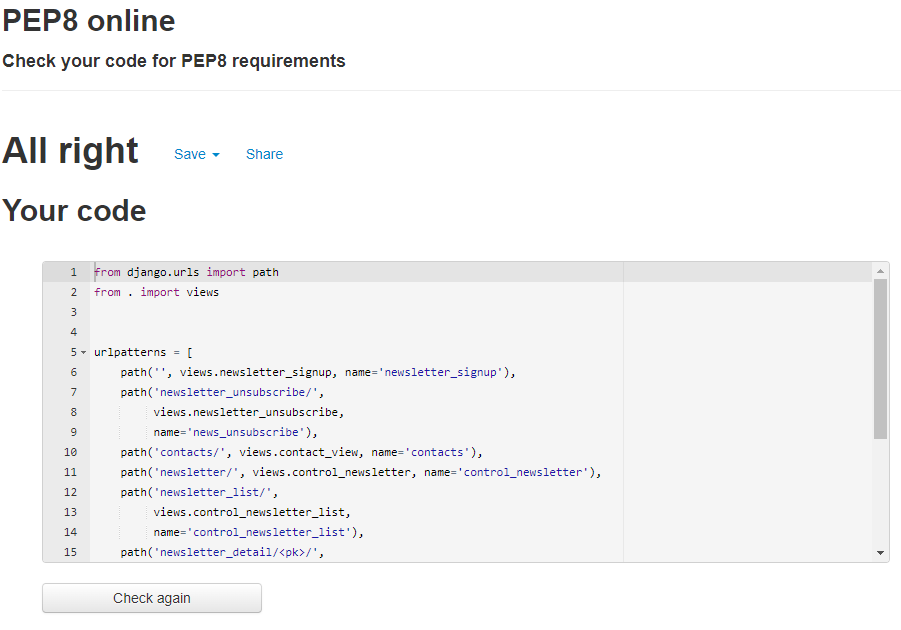 PEP8 online
Check your code for PEP8 requirements
All right Save Share
Your code
1 from django.urls import path
2 from . import views
3
4
5 urlpatterns = [
6     path('', views.newsletter_signup, name='newsletter_signup'),
7     path('newsletter_unsubscribe/',
8          views.newsletter_unsubscribe,
9          name='news_unsubscribe'),
10     path('contacts/', views.contact_view, name='contacts'),
11     path('newsletter/', views.control_newsletter, name='control_newsletter'),
12     path('newsletter_list/',
13          views.control_newsletter_list,
14          name='control_newsletter_list'),
15     path('newsletter_detail/<pk>/',
Check again